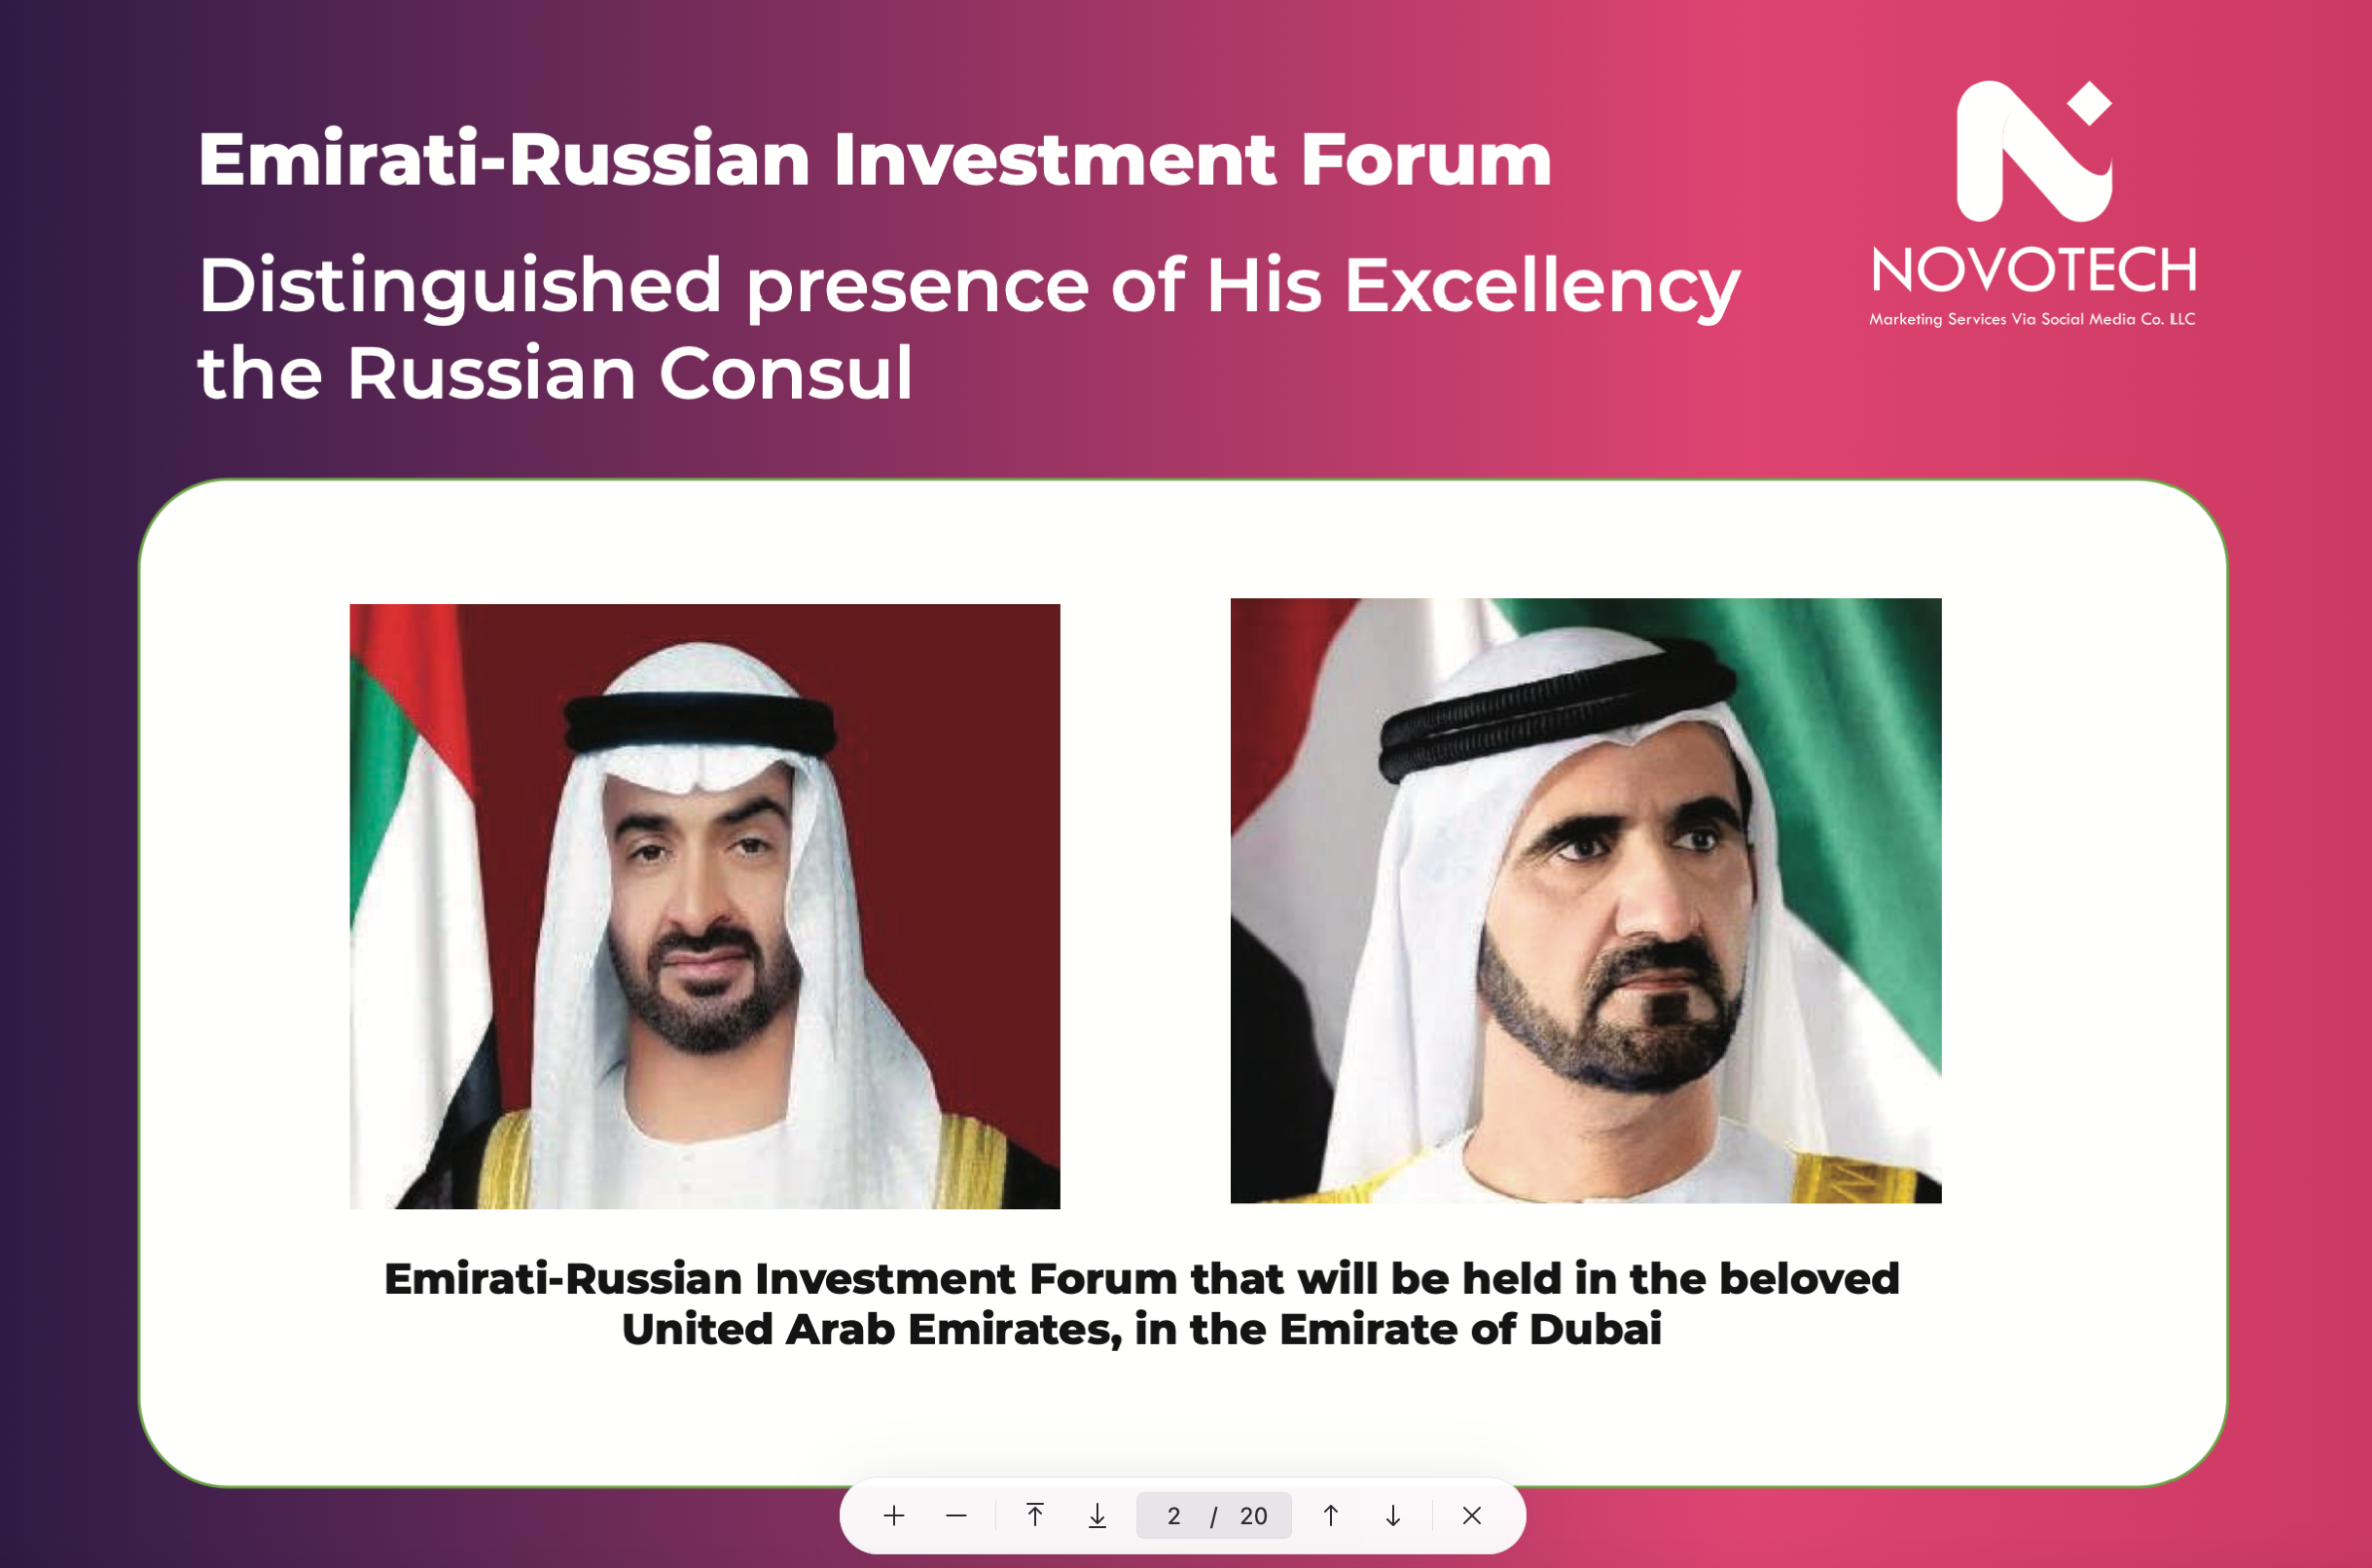 Emirati-Russian Investment Forum
Distinguished presence of His Excellency
the Russian Consul
NOVOTECH
Marketing Services Via Social Media Co. LLC
Emirati-Russian Investment Forum that will be held in the beloved
United Arab Emirates, in the Emirate of Dubai
2 / 20